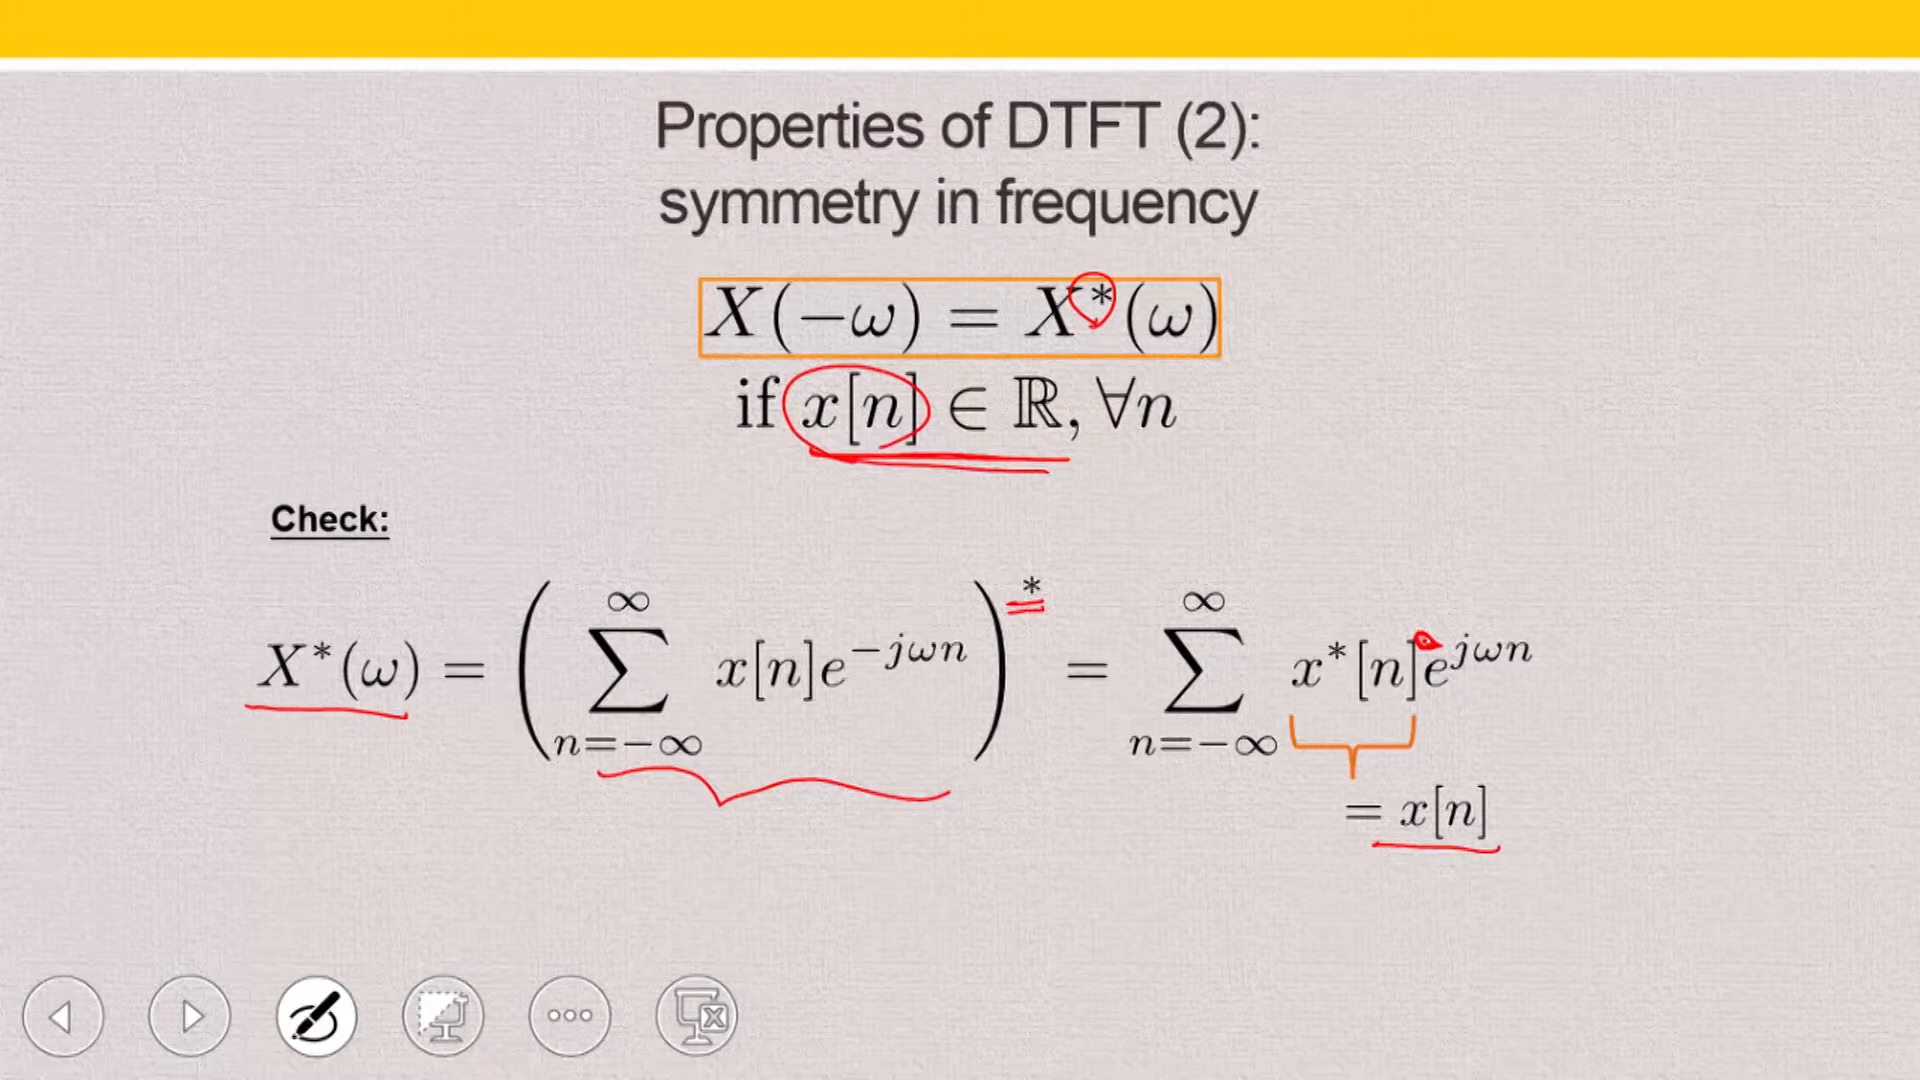 Properties of DTFT (2):
symmetry in frequency
X(−ω) = X*(ω)
if x[n] ∈ ℝ, ∀n
Check:
X*(ω) = ( ∑_{n=−∞}^{∞} x[n]e^{−jωn} )^* = ∑_{n=−∞}^{∞} x*[n]e^{jωn}
= x[n]